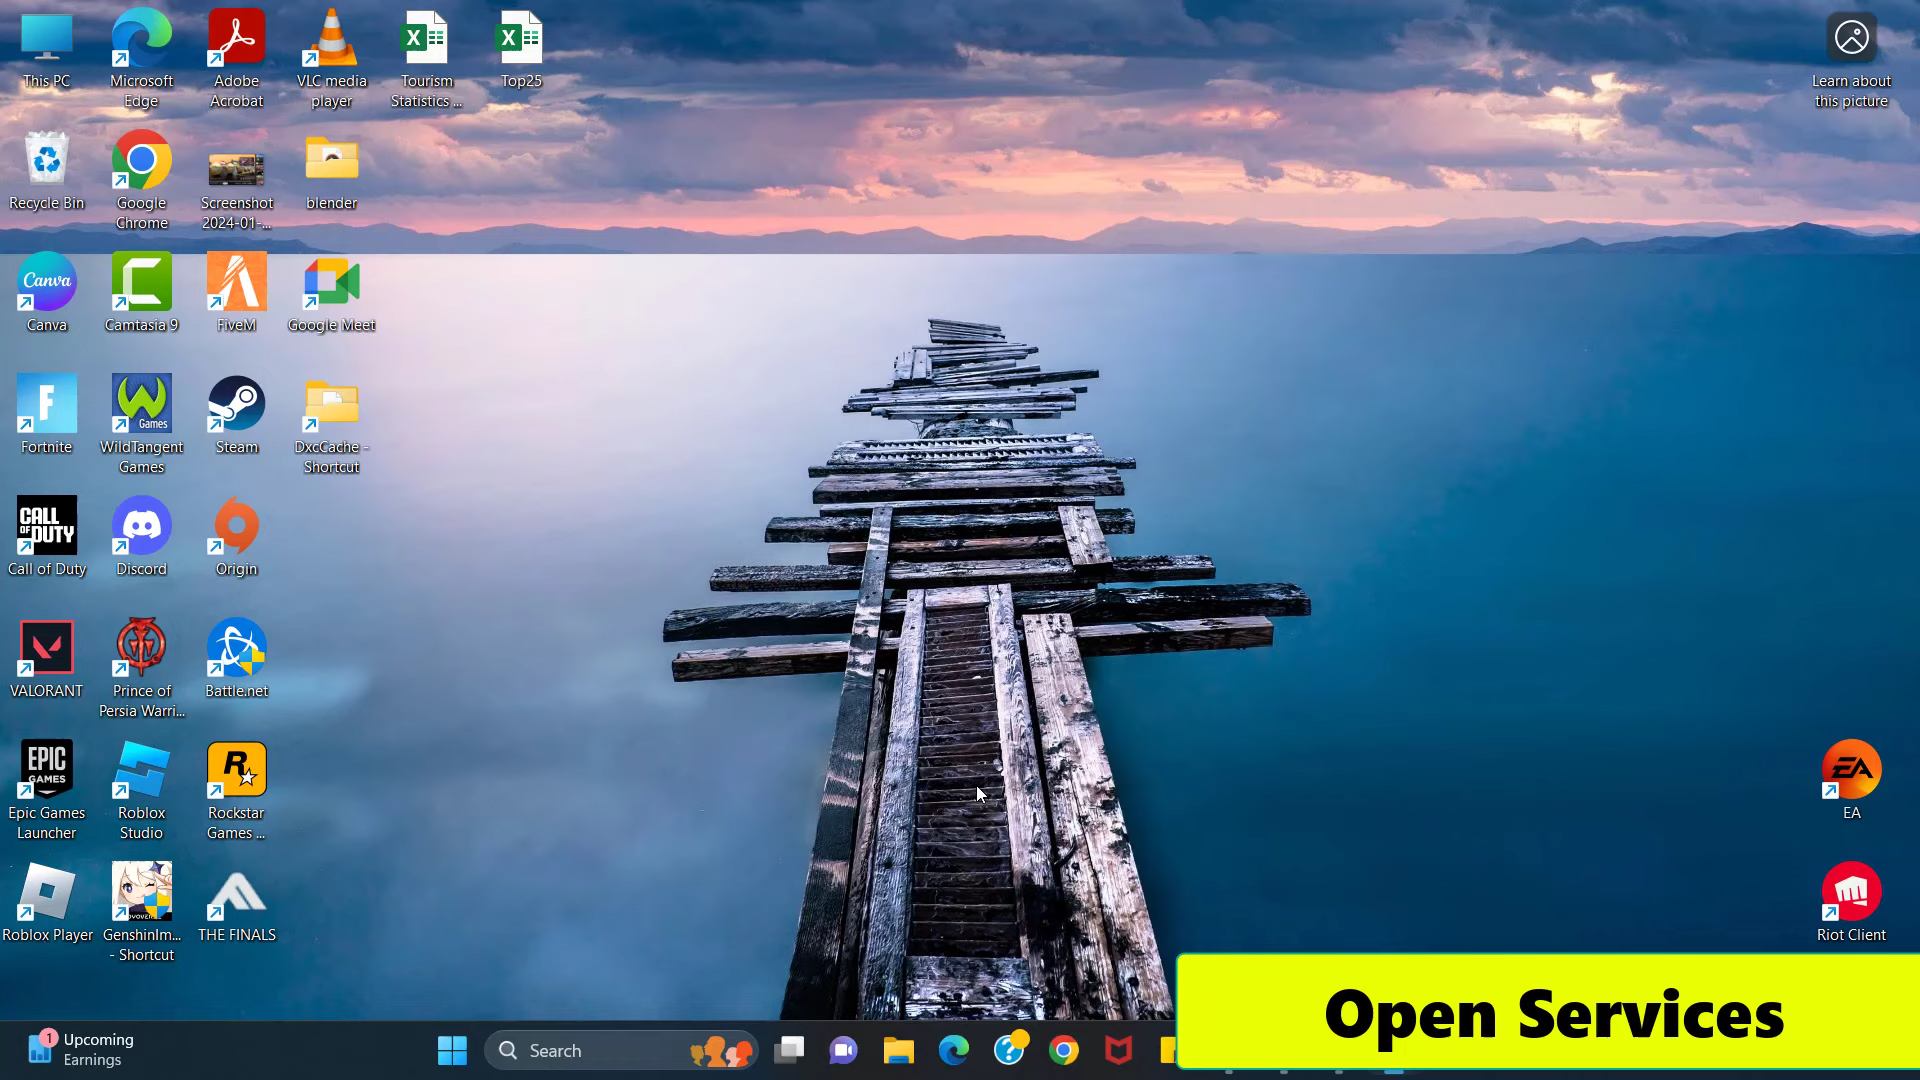 This PC
Microsoft
Edge
Adobe
Acrobat
VLC media
player
Tourism
Statistics ...
Top25
Learn about
this picture
Recycle Bin
Google
Chrome
Screenshot
2024-01-...
blender
Canva
Canva
Camtasia 9
FiveM
Google Meet
Fortnite
Games
WildTangent
Games
Steam
DxcCache -
Shortcut
CALL
OF DUTY
Call of Duty
Discord
Origin
VALORANT
Prince of
Persia Warri...
Battle.net
EPIC
GAMES
Epic Games
Launcher
Roblox
Studio
R
Rockstar
Games ...
EA
EA
Roblox Player
GenshinIm...
- Shortcut
THE FINALS
Riot Client
Open Services
1
Upcoming
Earnings
Search